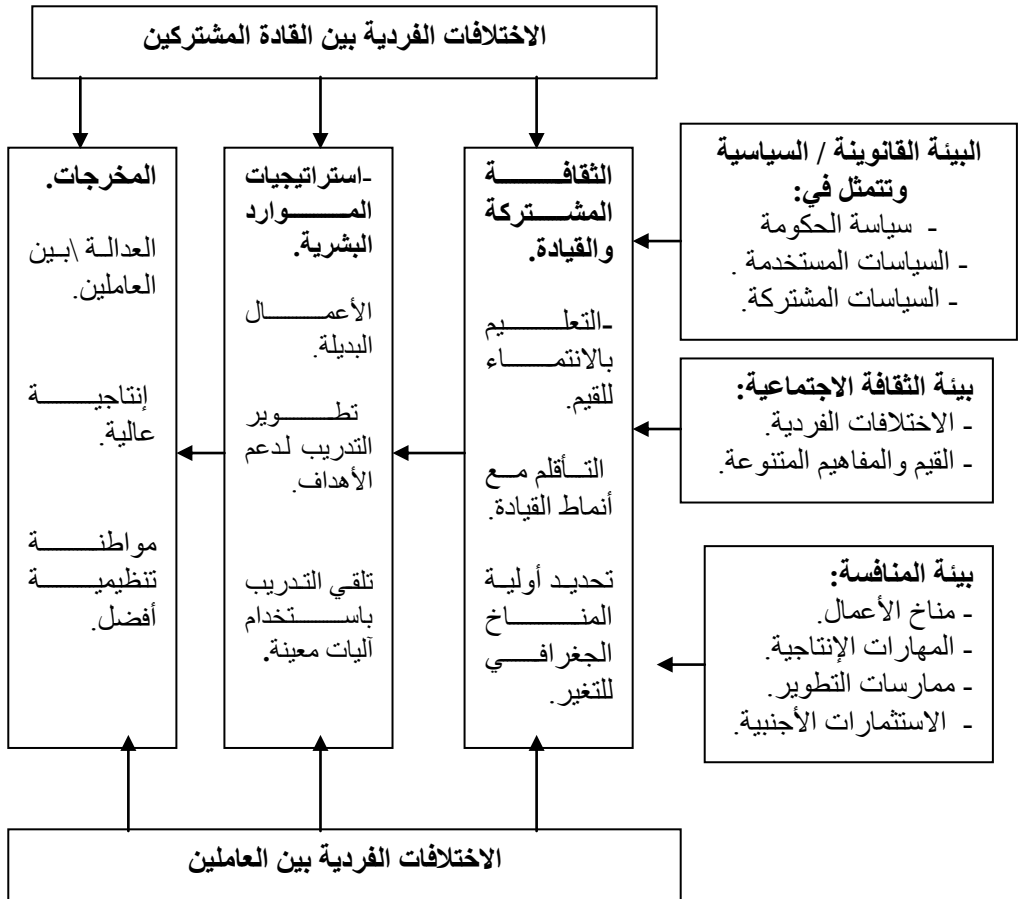 الاختلافات الفردية بين القادة المشتركين
البيئة القانوينة / السياسية
وتتمثل في:
- سياسة الحكومة
- السياسات المستخدمة .
- السياسات المشتركة.
بيئة الثقافة الاجتماعية:
- الاختلافات الفردية.
- القيم والمفاهيم المتنوعة.
بيئة المنافسة:
- مناخ الأعمال.
- المهارات الإنتاجية.
- ممارسات التطوير.
- الاستثمارات الأجنبية.
الثقافة
المشتركة
والقيادة.
-التعليم
بالانتماء
للقيم.
التأقلم مع
أنماط القيادة.
تحديد أولية
المناخ
الجغرافي
للتغير.
-استراتيجيات
الموارد
البشرية.
الأعمال
البديلة.
تطوير
التدريب لدعم
الأهداف.
تلقي التدريب
باستخدام
آليات معينة.
المخرجات.
العدالة \بين
العاملين.
إنتاجية
عالية.
مواطنة
تنظيمية
أفضل.
الاختلافات الفردية بين العاملين